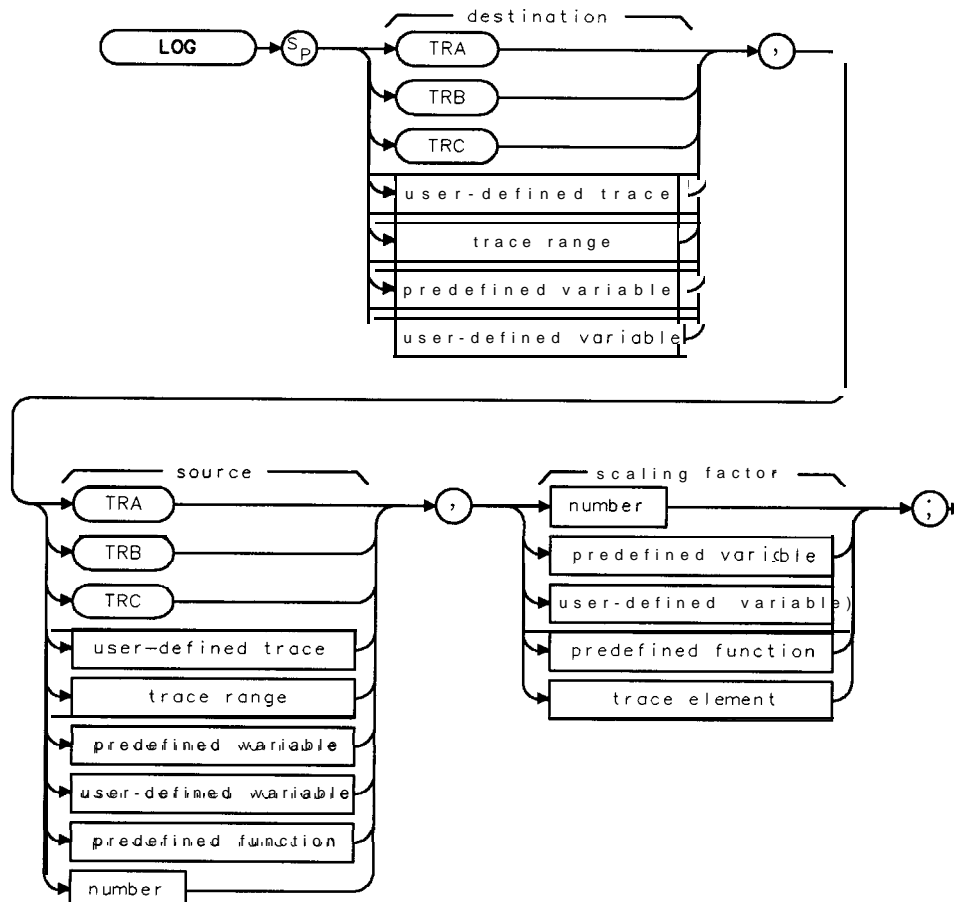 destination
LOG
SP
TRA
,
TRB
TRC
user-defined trace
trace range
predefined variable
user-defined variable
source
scaling factor
TRA
,
number
;
TRB
predefined variable
TRC
user-defined variable)
user-defined trace
predefined function
trace range
trace element
predefined wariable
user-defined wariable
predefined function
number